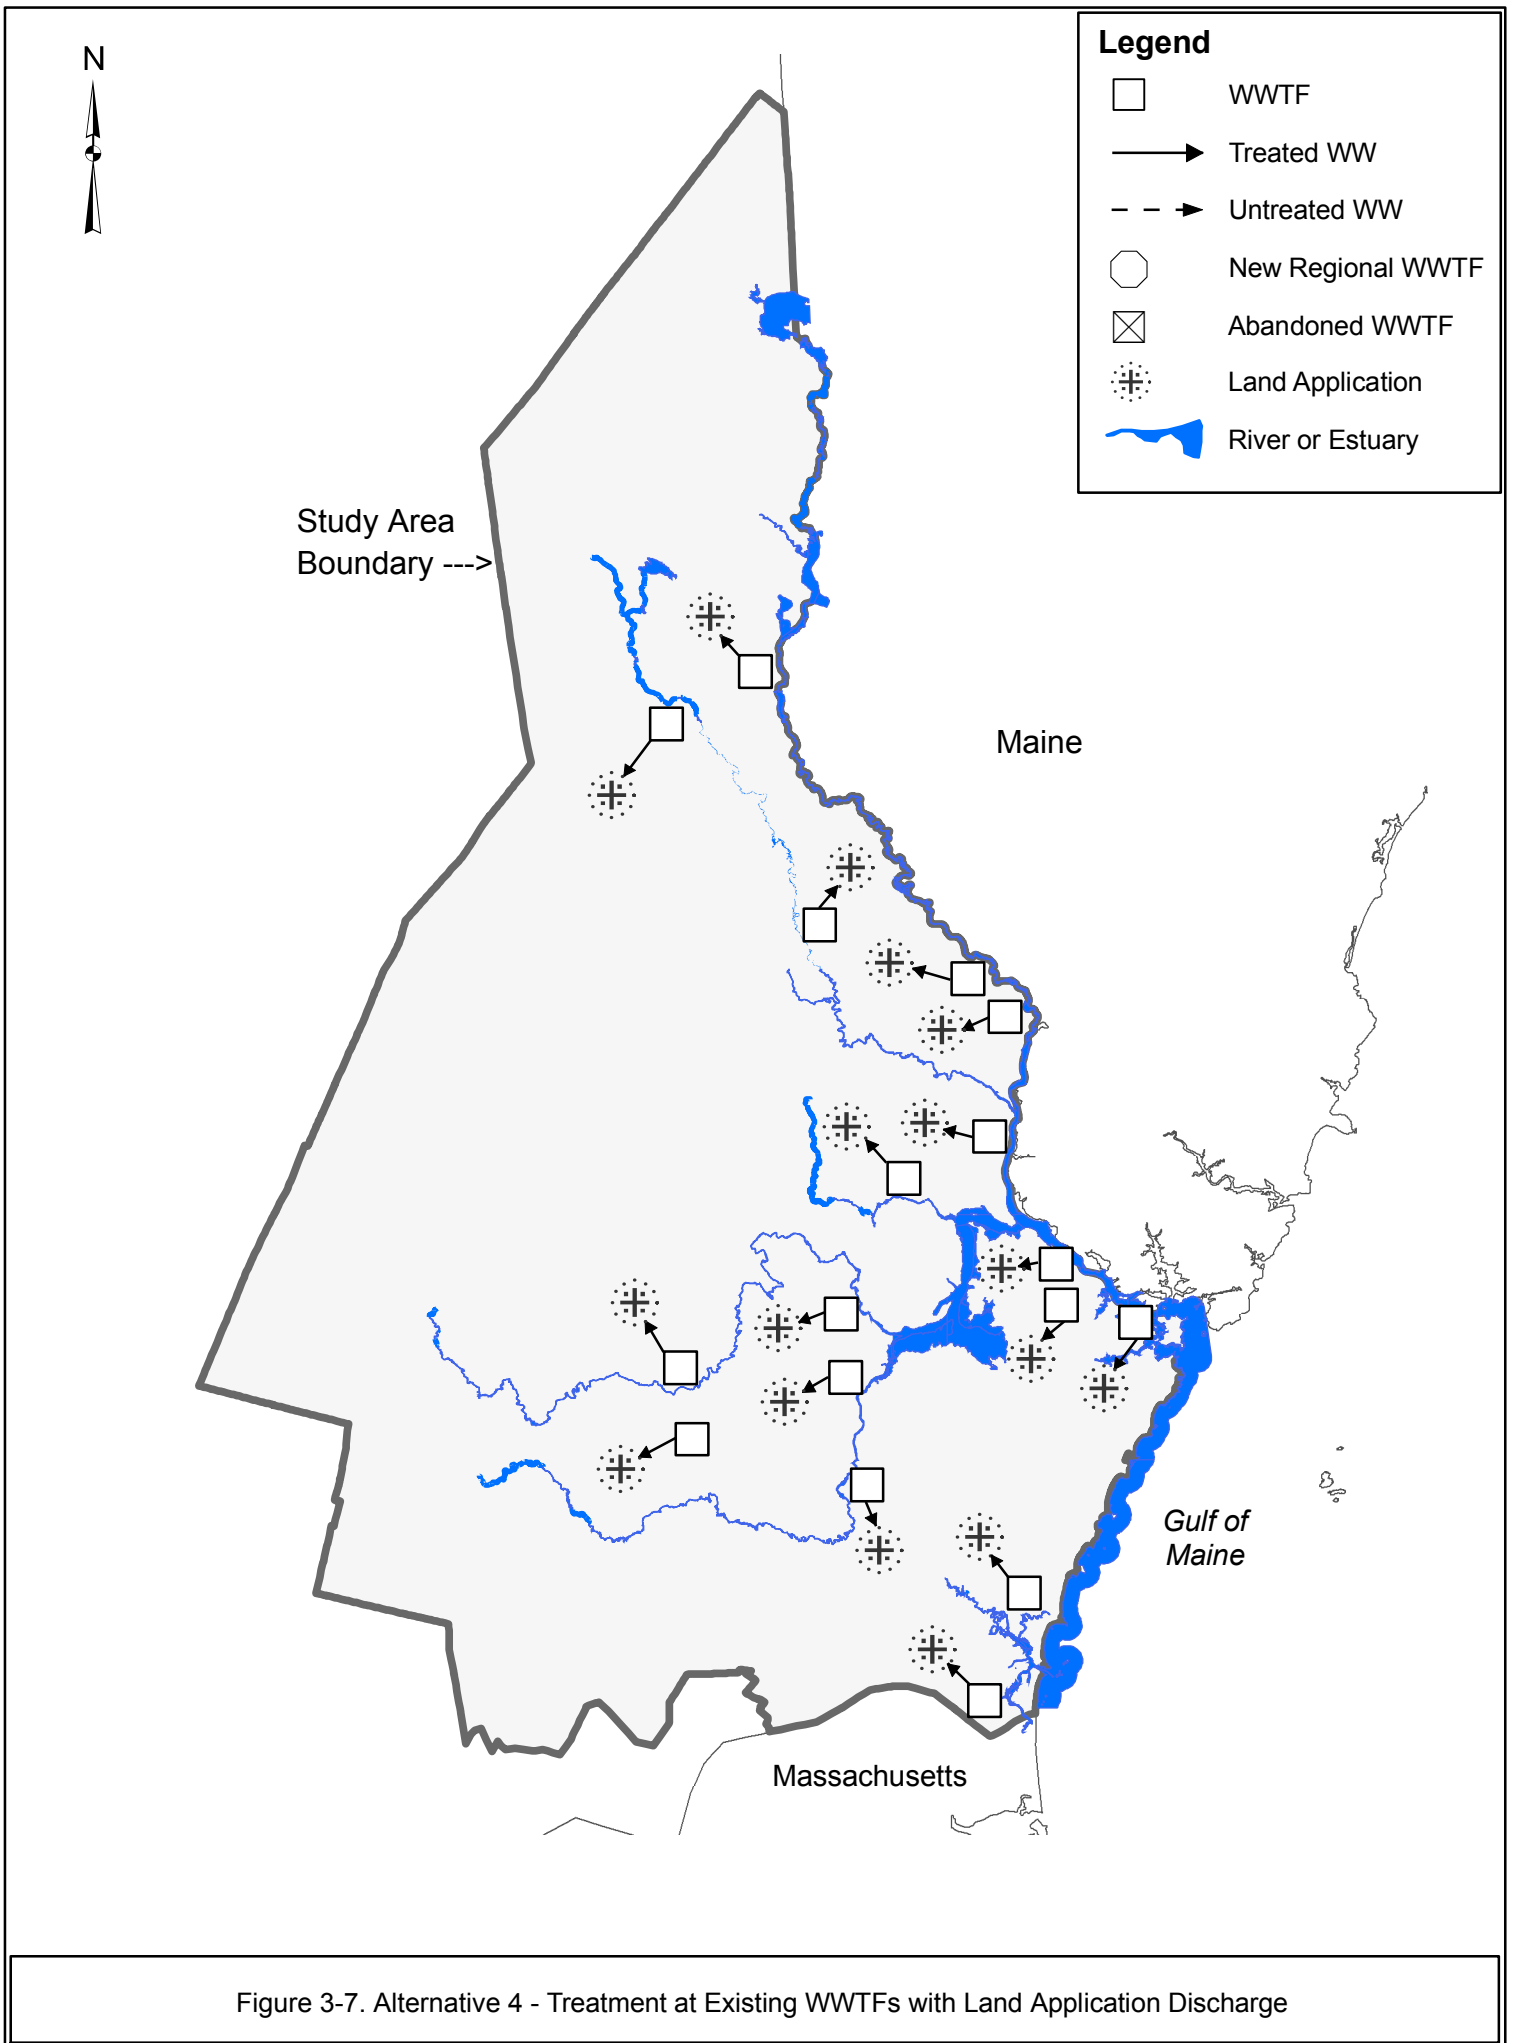 N
Legend
WWTF
Treated WW
Untreated WW
New Regional WWTF
Abandoned WWTF
Land Application
River or Estuary
Study Area
Boundary --->
Maine
Gulf of
Maine
Massachusetts
Figure 3-7. Alternative 4 - Treatment at Existing WWTFs with Land Application Discharge